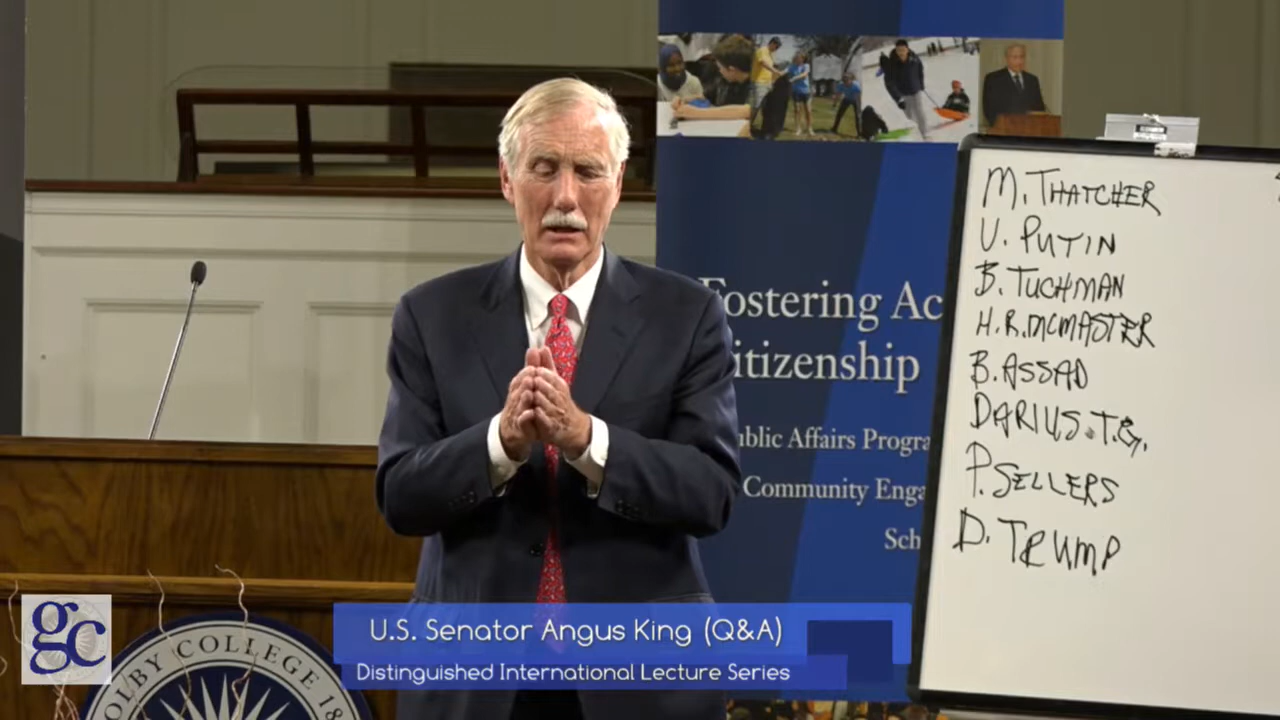 M. THATCHER
V. PUTIN
B. TUCHMAN
H.R. MCMASTER
B. ASSAD
DARIUS. T.G.
P. SELLERS
D. TRUMP
Fostering Ac
itizenship
ublic Affairs Progra
Community Enga
Sch
U.S. Senator Angus King (Q&A)
Distinguished International Lecture Series
gc
OLBY COLLEGE 18